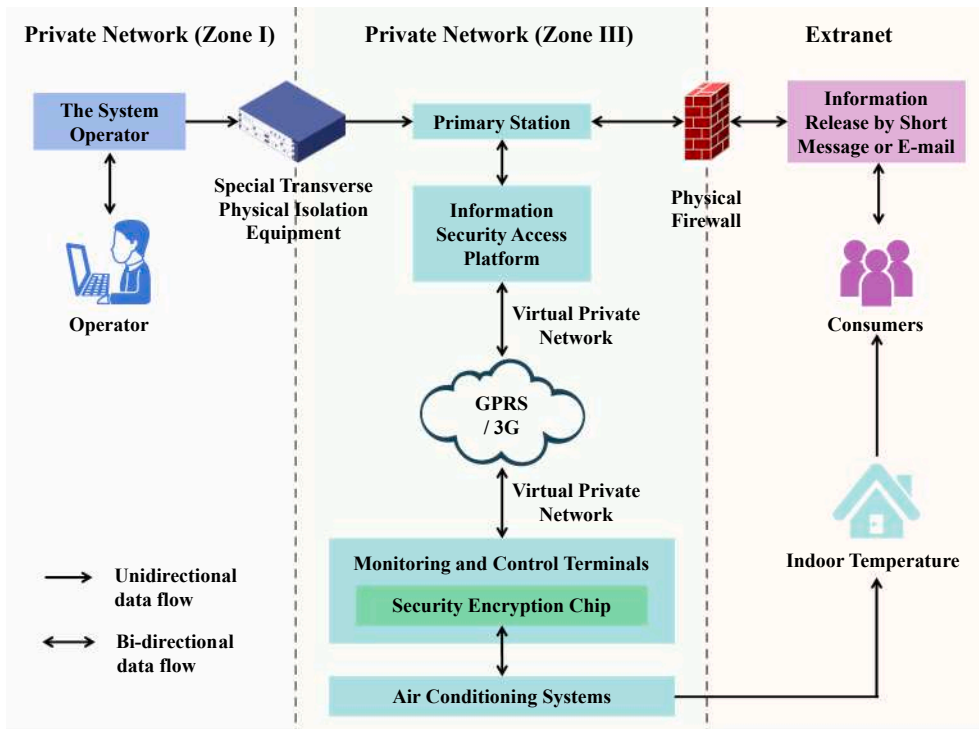 Private Network (Zone I)
Private Network (Zone III)
Extranet
The System
Operator
Special Transverse
Physical Isolation
Equipment
Operator
Primary Station
Information
Security Access
Platform
Virtual Private
Network
GPRS
/ 3G
Virtual Private
Network
Monitoring and Control Terminals
Security Encryption Chip
Air Conditioning Systems
Physical
Firewall
Information
Release by Short
Message or E-mail
Consumers
Indoor Temperature
Unidirectional
data flow
Bi-directional
data flow